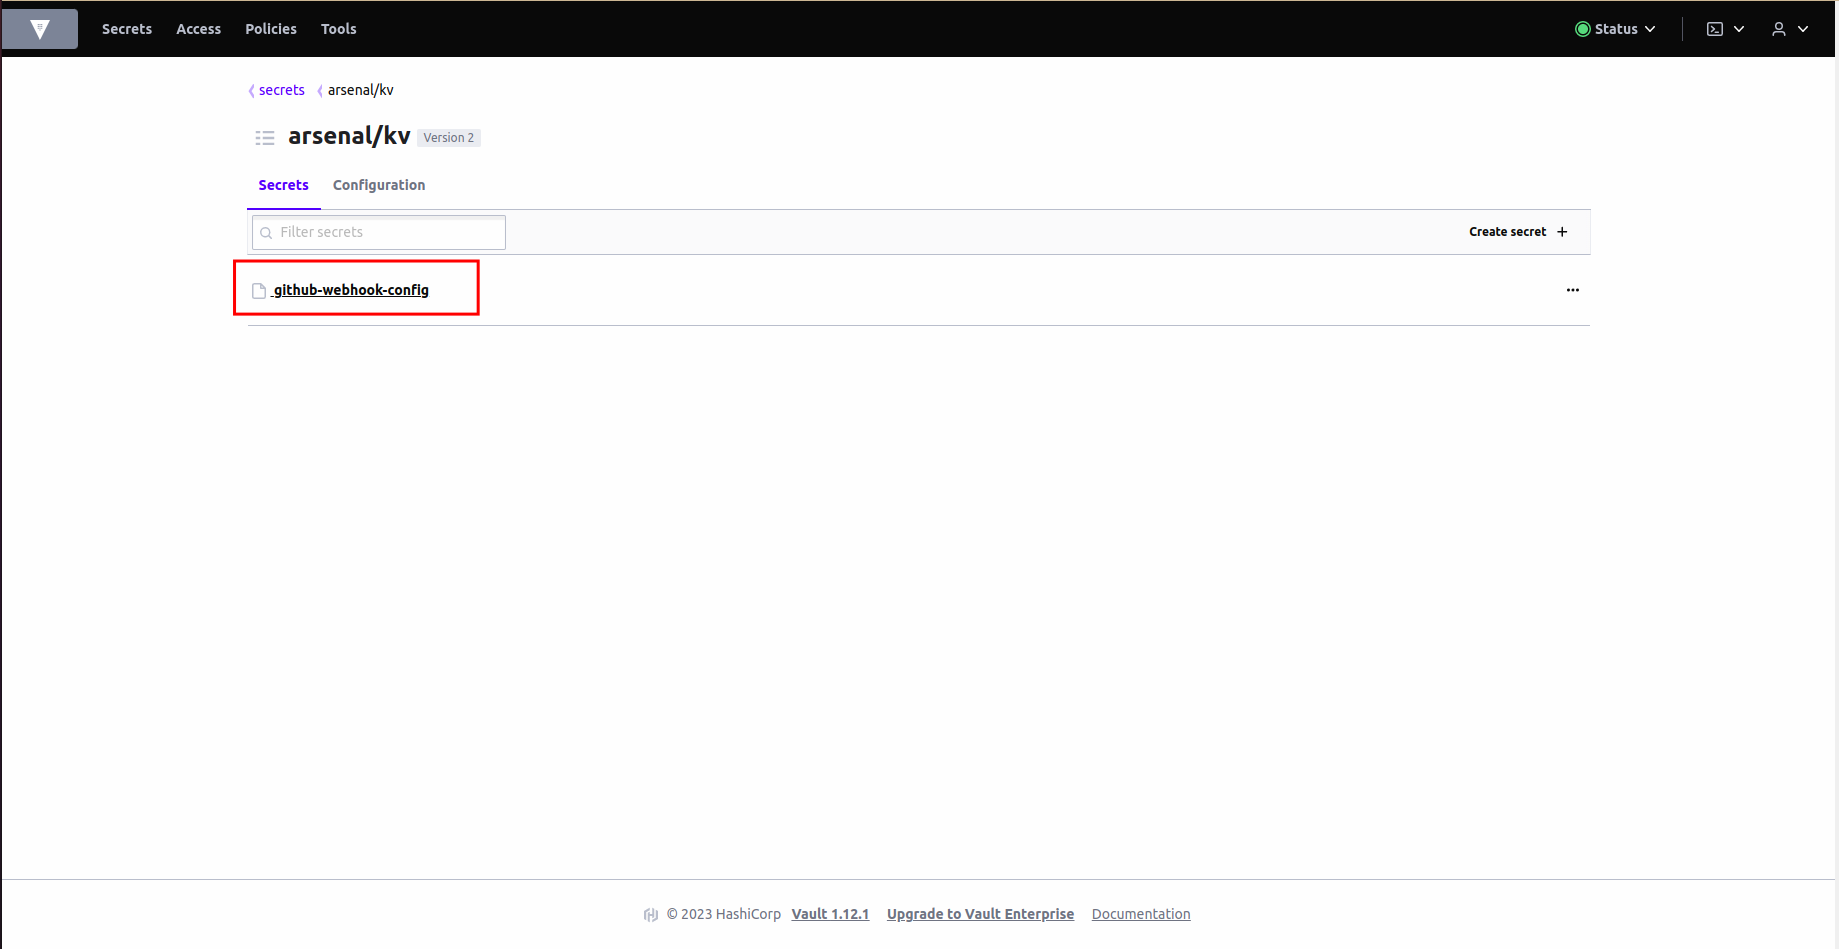 Secrets Access Policies Tools Status
secrets arsenal/kv
arsenal/kv Version 2
Secrets Configuration
Filter secrets Create secret +
github-webhook-config ...
© 2023 HashiCorp Vault 1.12.1 Upgrade to Vault Enterprise Documentation